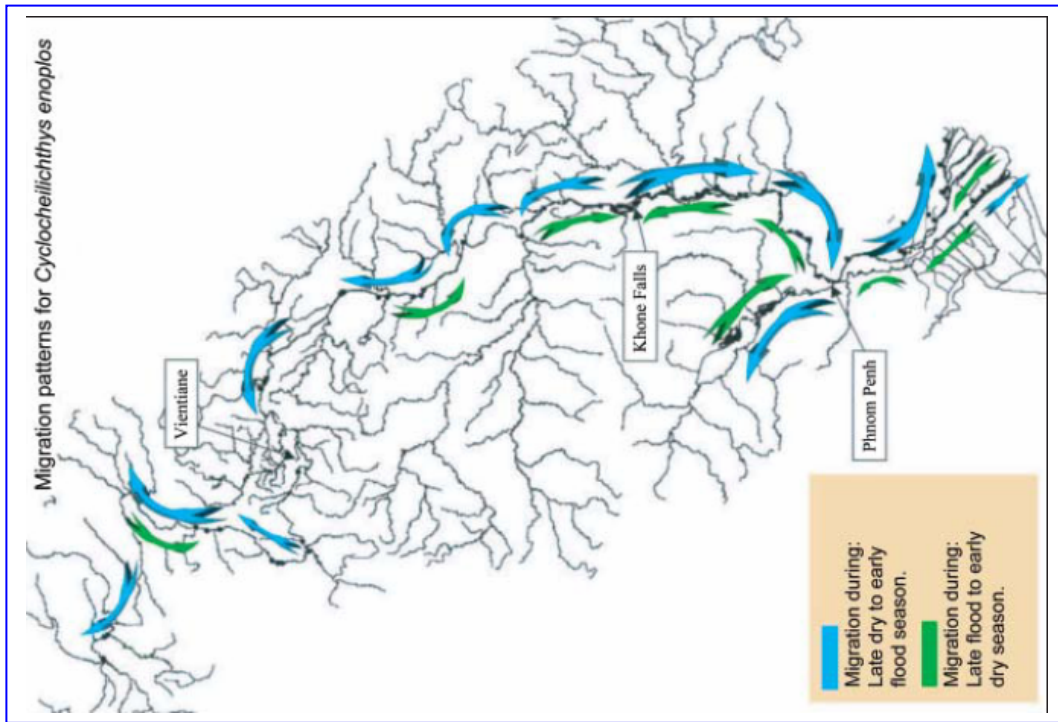 Migration patterns for Cyclocheilichthys enoplos
Vientiane
Khone Falls
Phnom Penh
Migration during:
Late dry to early
flood season.
Migration during:
Late flood to early
dry season.